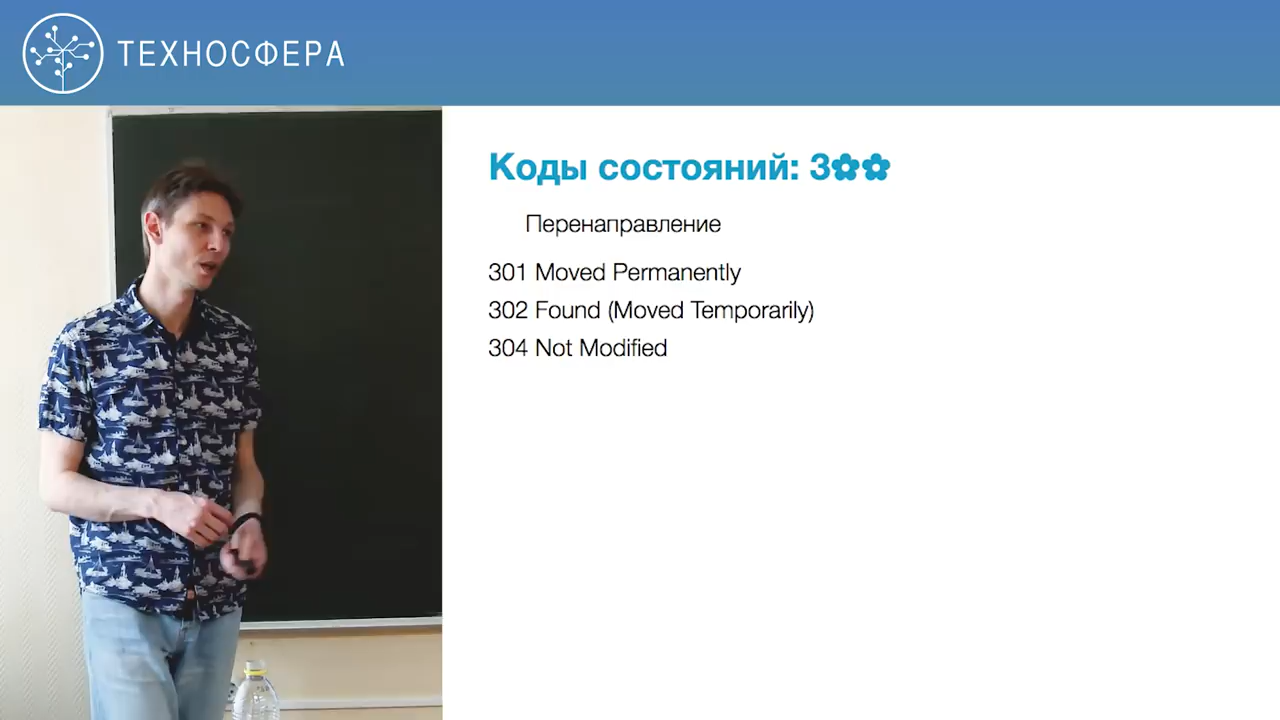 ТЕХНОСФЕРА
Коды состояний: 3✿✿
Перенаправление
301 Moved Permanently
302 Found (Moved Temporarily)
304 Not Modified